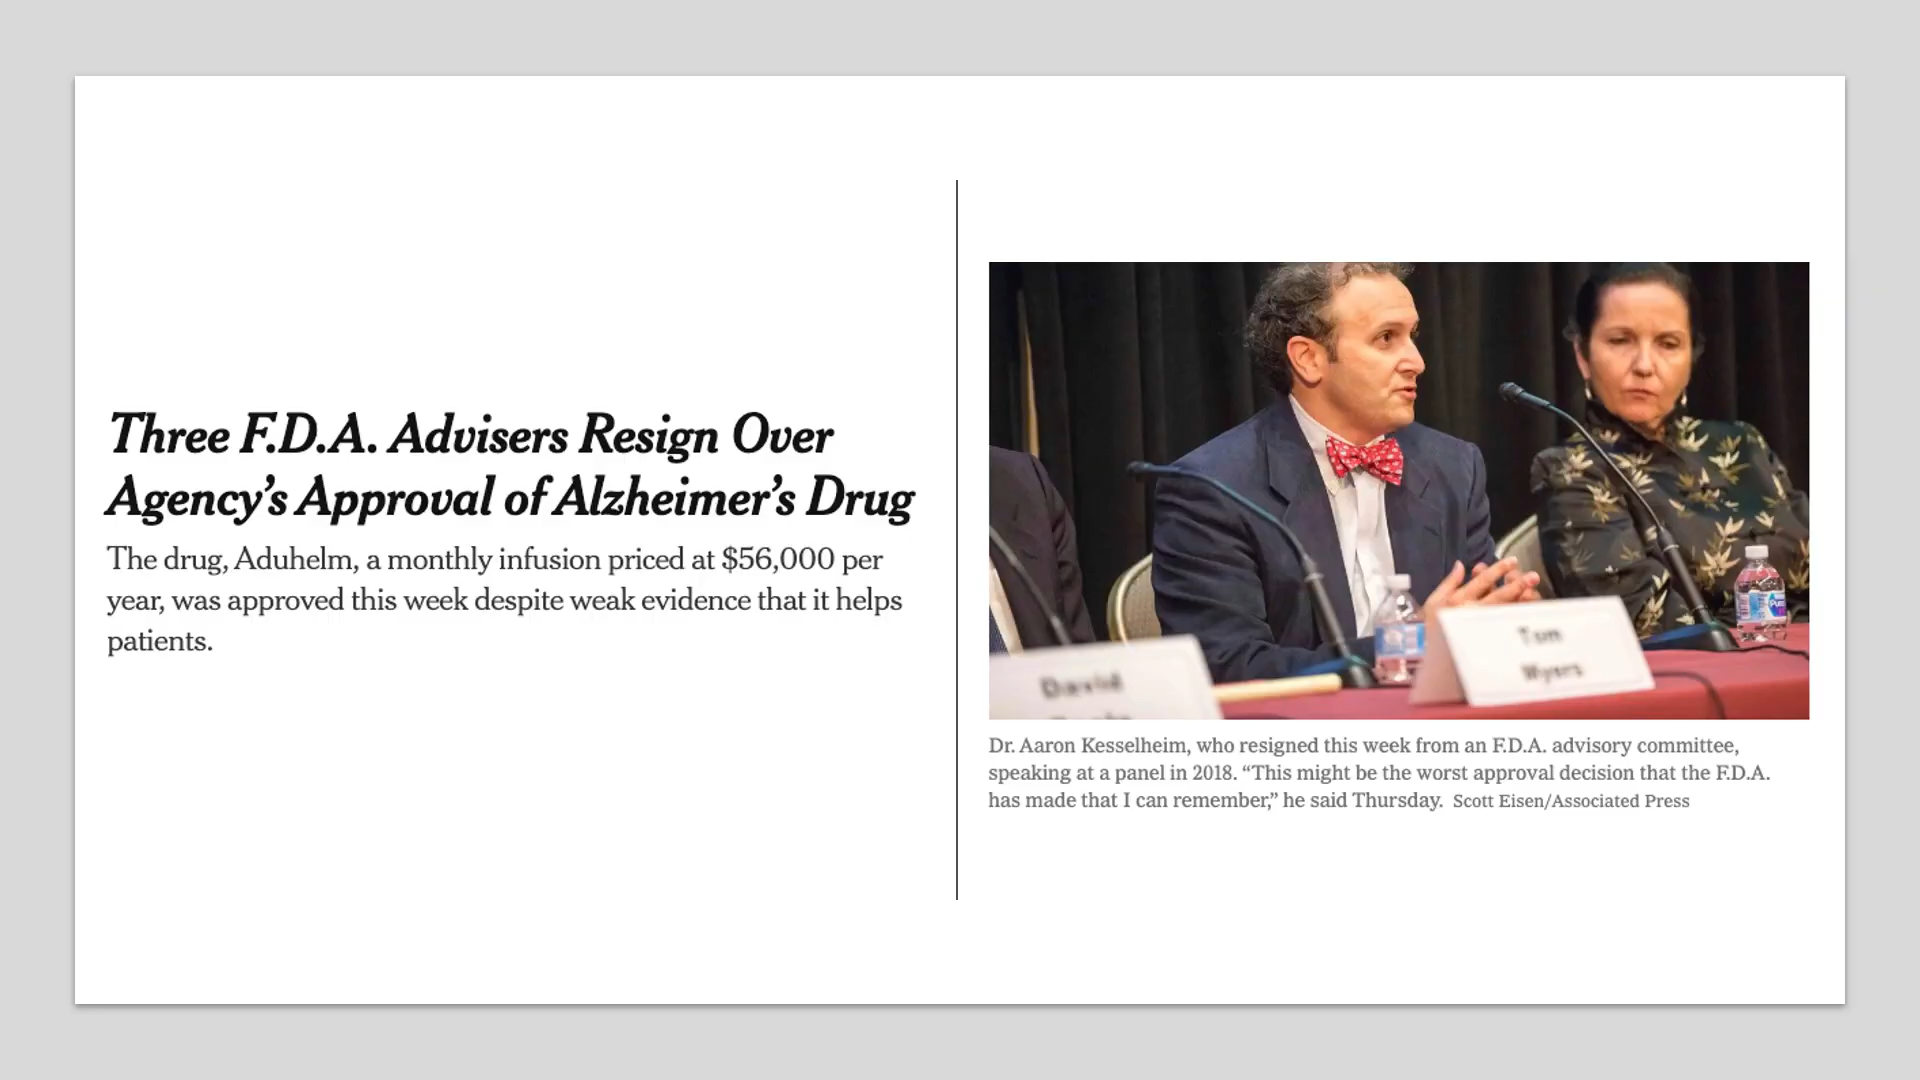 Three F.D.A. Advisers Resign Over
Agency’s Approval of Alzheimer’s Drug
The drug, Aduhelm, a monthly infusion priced at $56,000 per
year, was approved this week despite weak evidence that it helps
patients.
David
Tom
Myers
Dr. Aaron Kesselheim, who resigned this week from an F.D.A. advisory committee,
speaking at a panel in 2018. “This might be the worst approval decision that the F.D.A.
has made that I can remember,” he said Thursday. Scott Eisen/Associated Press